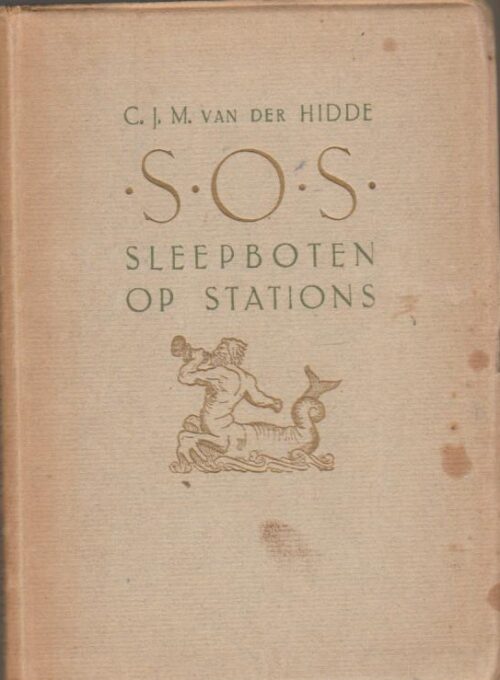 C. J. M. VAN DER HIDDE
·S·O·S·
SLEEPBOTEN
OP STATIONS